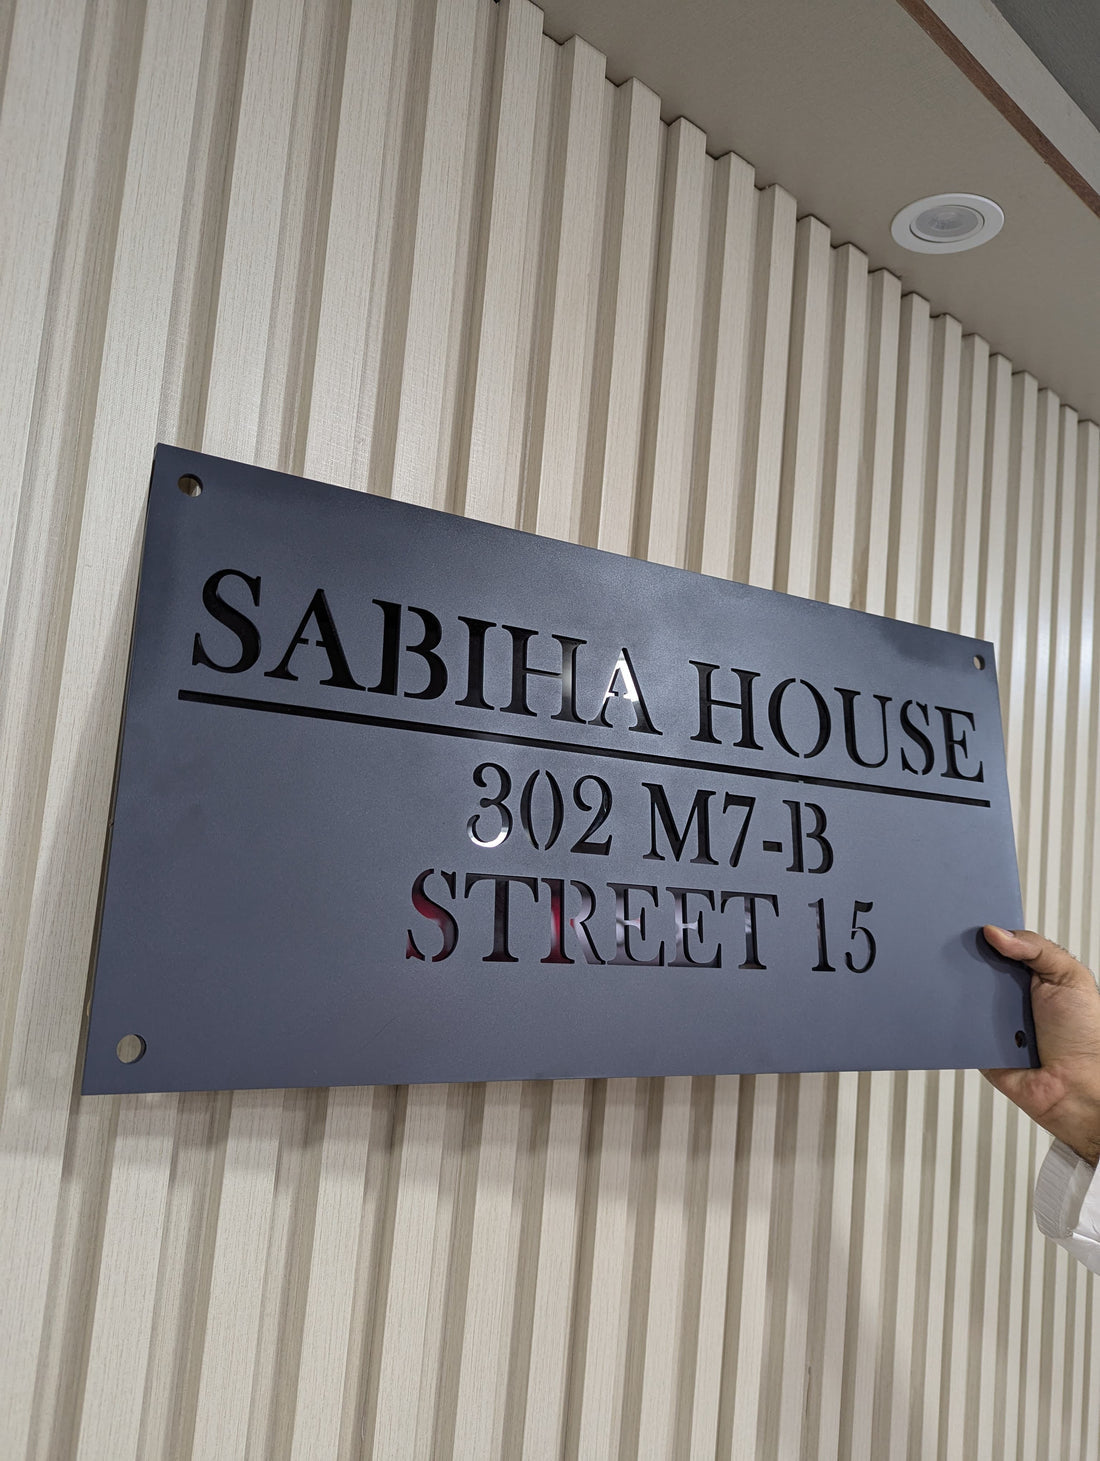 SABIHA HOUSE
302 M7-B
STREET 15